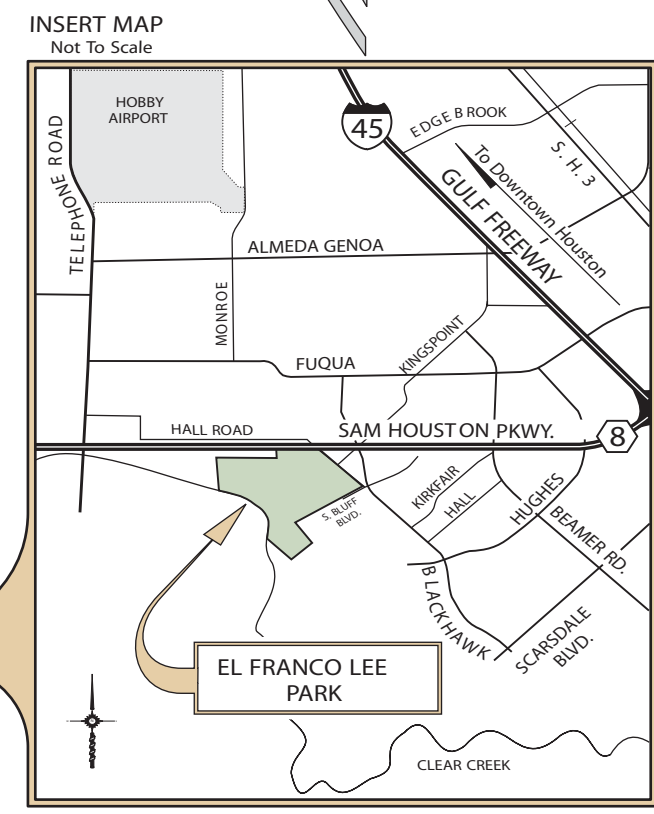 INSERT MAP
Not To Scale
HOBBY
AIRPORT
45
EDGEBROOK
S. H. 3
To Downtown Houston
GULF FREEWAY
TELEPHONE ROAD
ALMEDA GENOA
MONROE
KINGSPOINT
FUQUA
HALL ROAD
SAM HOUSTON PKWY.
8
KIRKFAIR
HALL
HUGHES
S. BLUFF
BLVD.
BEAMER RD.
BLACKHAWK
SCARSDALE
BLVD.
EL FRANCO LEE
PARK
CLEAR CREEK